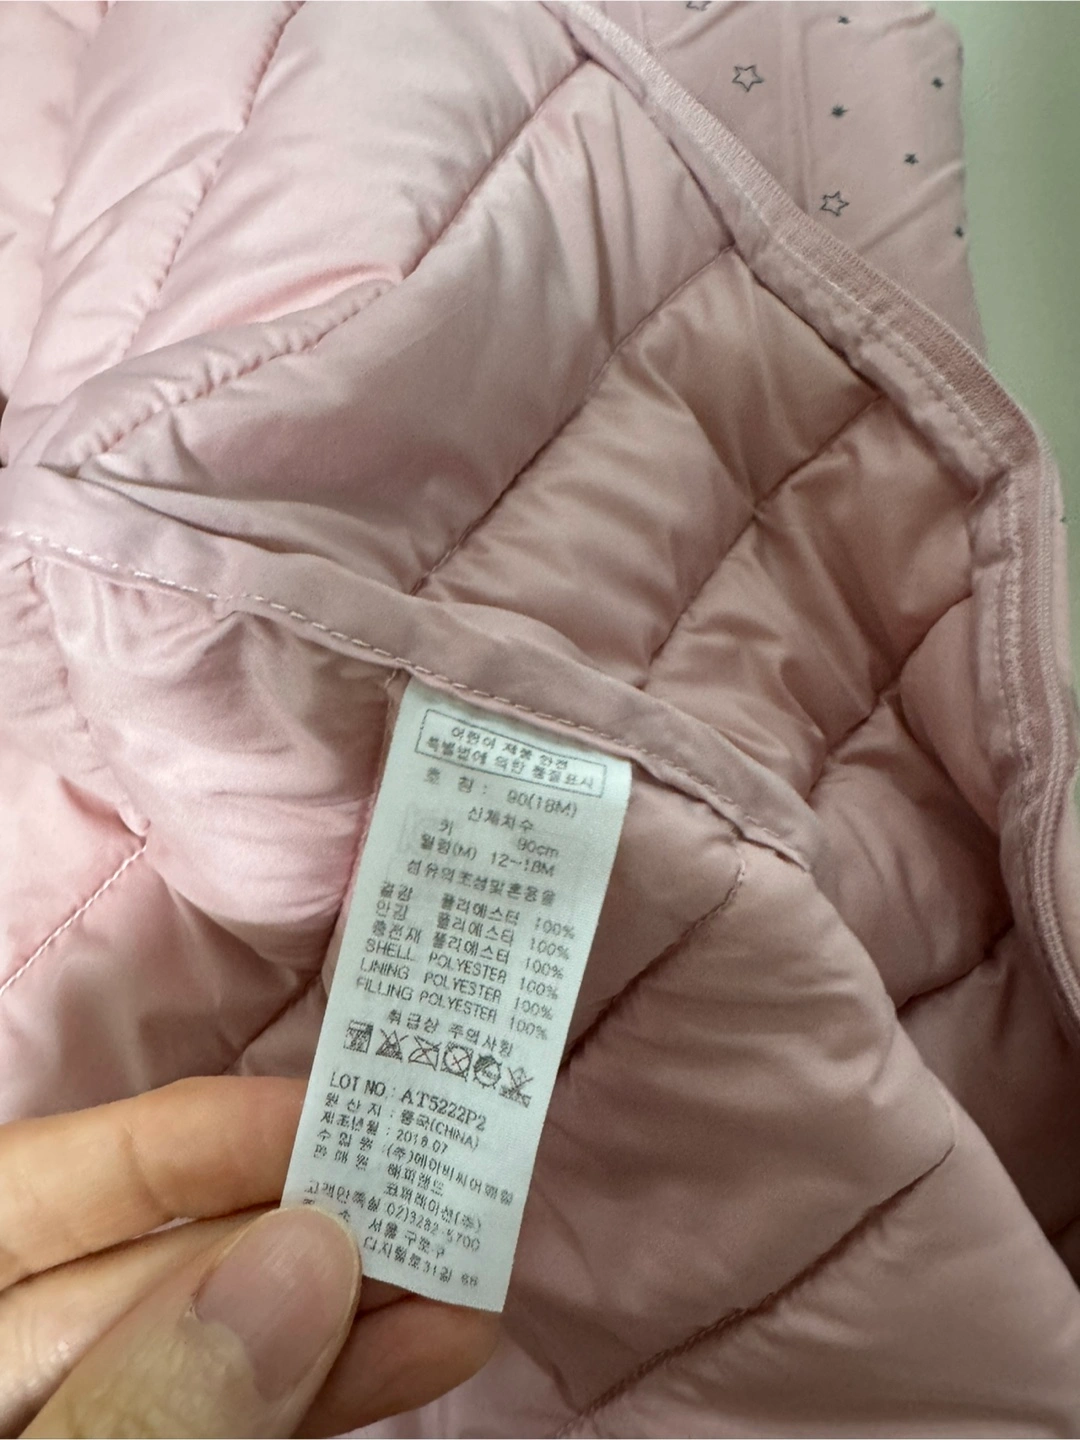 어린이 제품 안전
특별법에 의한 품질표시
호 칭 : 90(18M)
신체치수
키 90cm
월령(M) 12~18M
섬유의조성및혼용율
겉감 폴리에스터 100%
안감 폴리에스터 100%
충전재 폴리에스터 100%
SHELL POLYESTER 100%
LINING POLYESTER 100%
FILLING POLYESTER 100%
취급상 주의사항
LOT NO : AT5222P2
원 산 지 : 중국(CHINA)
제조년월 : 2018.07
수 입 원 : (주)에이비씨어패럴
판 매 원 해피랜드
코퍼레이션(주)
고객만족실 02)3282-5700
주 소 서울 구로구
디지털로31길 66